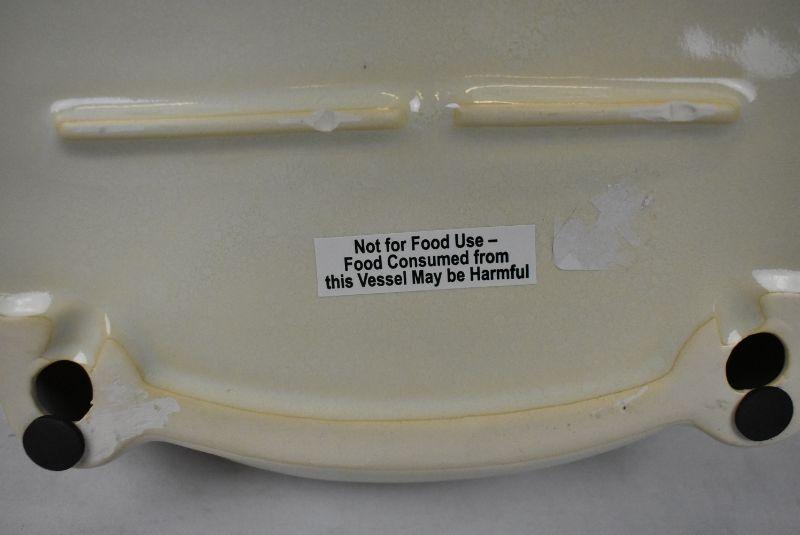 Not for Food Use –
Food Consumed from
this Vessel May be Harmful